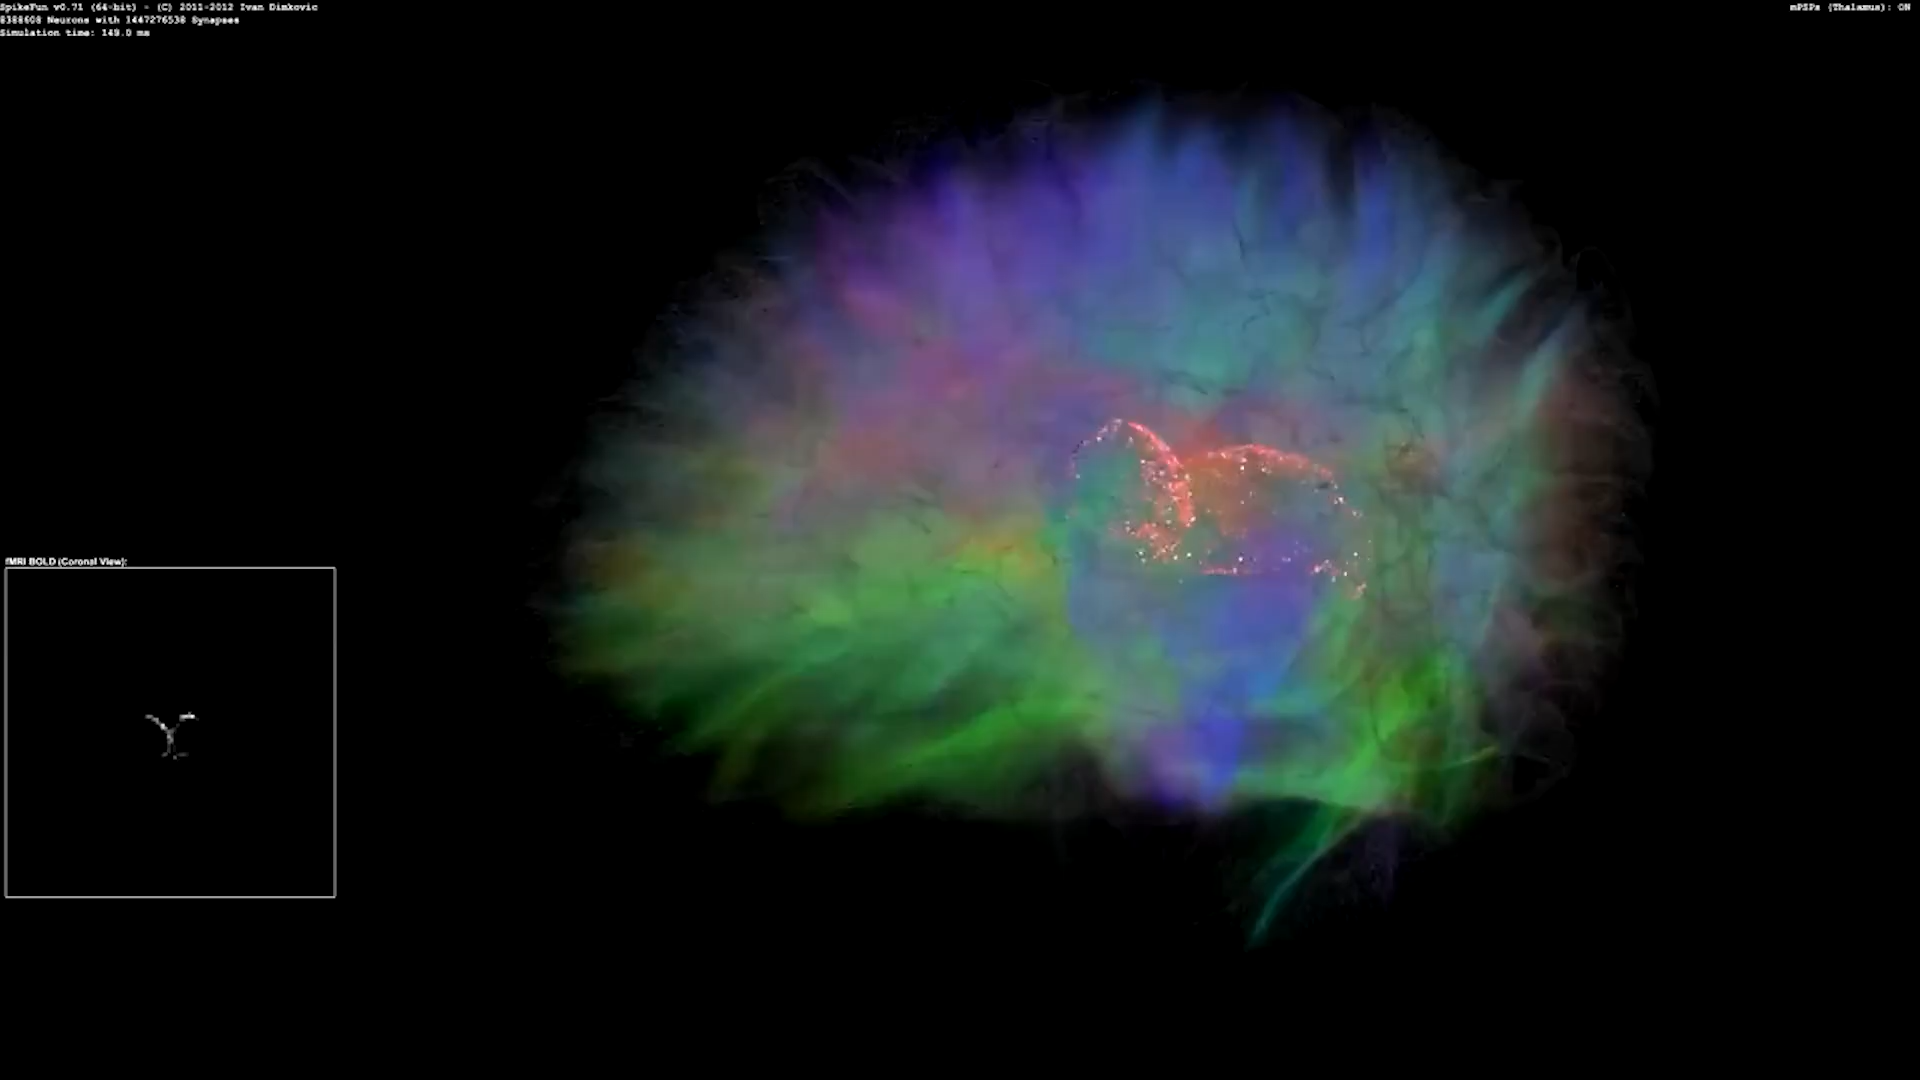 SpikeFun v0.71 (64-bit) - (C) 2011-2012 Ivan Dimkovic
8388608 Neurons with 1447276538 Synapses
Simulation time: 148.0 ms
mPSPs (Thalamus): ON
fMRI BOLD (Coronal View):